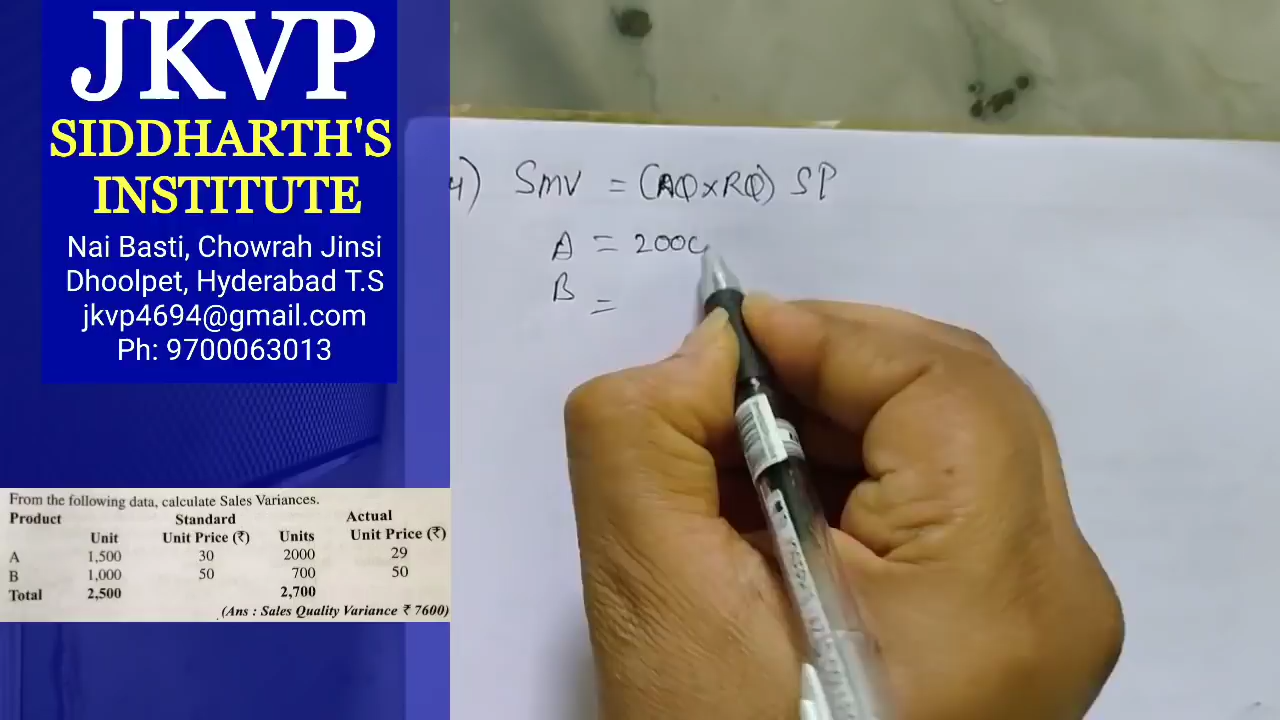 JKVP
SIDDHARTH'S
INSTITUTE
Nai Basti, Chowrah Jinsi
Dhoolpet, Hyderabad T.S
jkvp4694@gmail.com
Ph: 9700063013
4) SMV = (AQ×RQ) SP
A = 2000
B =
From the following data, calculate Sales Variances.
Product Standard Actual
Unit Unit Price (₹) Units Unit Price (₹)
A 1,500 30 2000 29
B 1,000 50 700 50
Total 2,500 2,700
(Ans : Sales Quality Variance ₹ 7600)